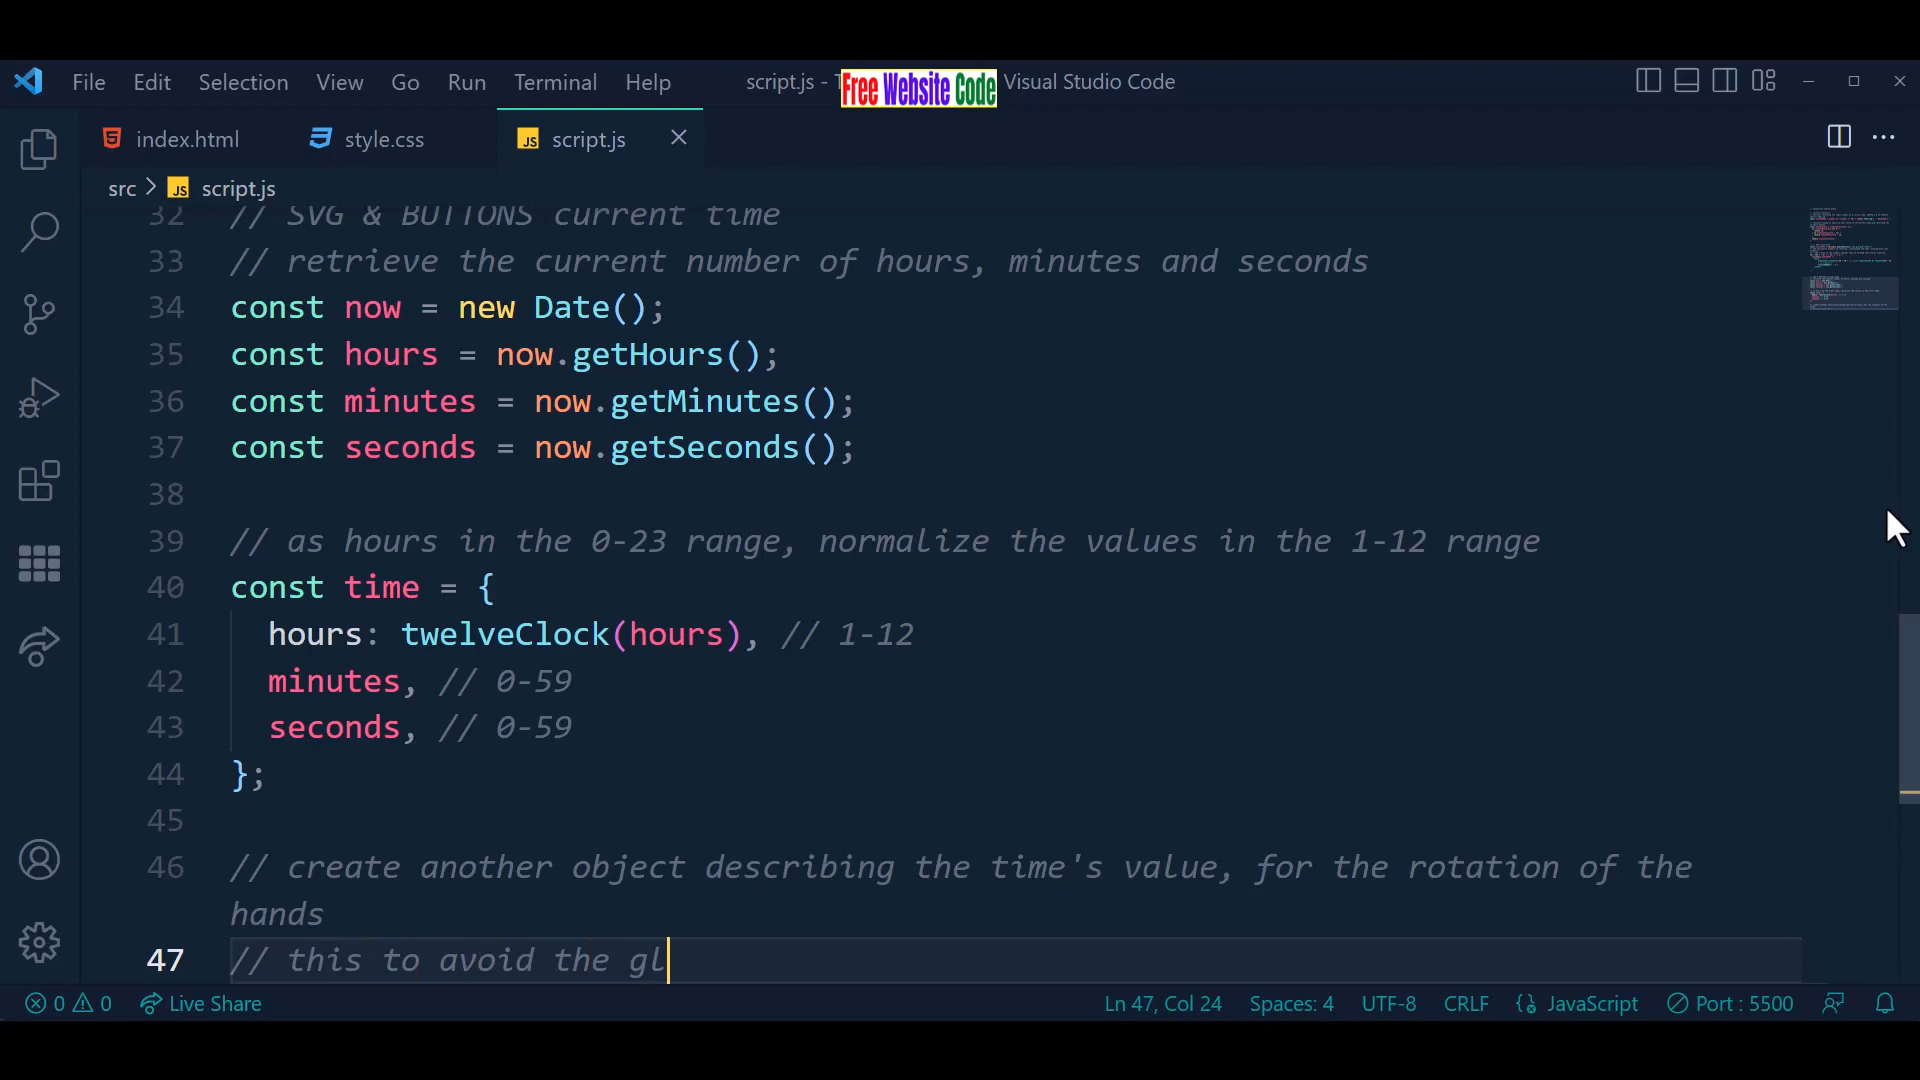 File Edit Selection View Go Run Terminal Help
script.js - T Free Website Code Visual Studio Code
index.html style.css JS script.js
src > JS script.js
32 // SVG & BUTTONS current time
33 // retrieve the current number of hours, minutes and seconds
34 const now = new Date();
35 const hours = now.getHours();
36 const minutes = now.getMinutes();
37 const seconds = now.getSeconds();
38
39 // as hours in the 0-23 range, normalize the values in the 1-12 range
40 const time = {
41 hours: twelveClock(hours), // 1-12
42 minutes, // 0-59
43 seconds, // 0-59
44 };
45
46 // create another object describing the time's value, for the rotation of the
hands
47 // this to avoid the gl
0 0 Live Share Ln 47, Col 24 Spaces: 4 UTF-8 CRLF JavaScript Port : 5500